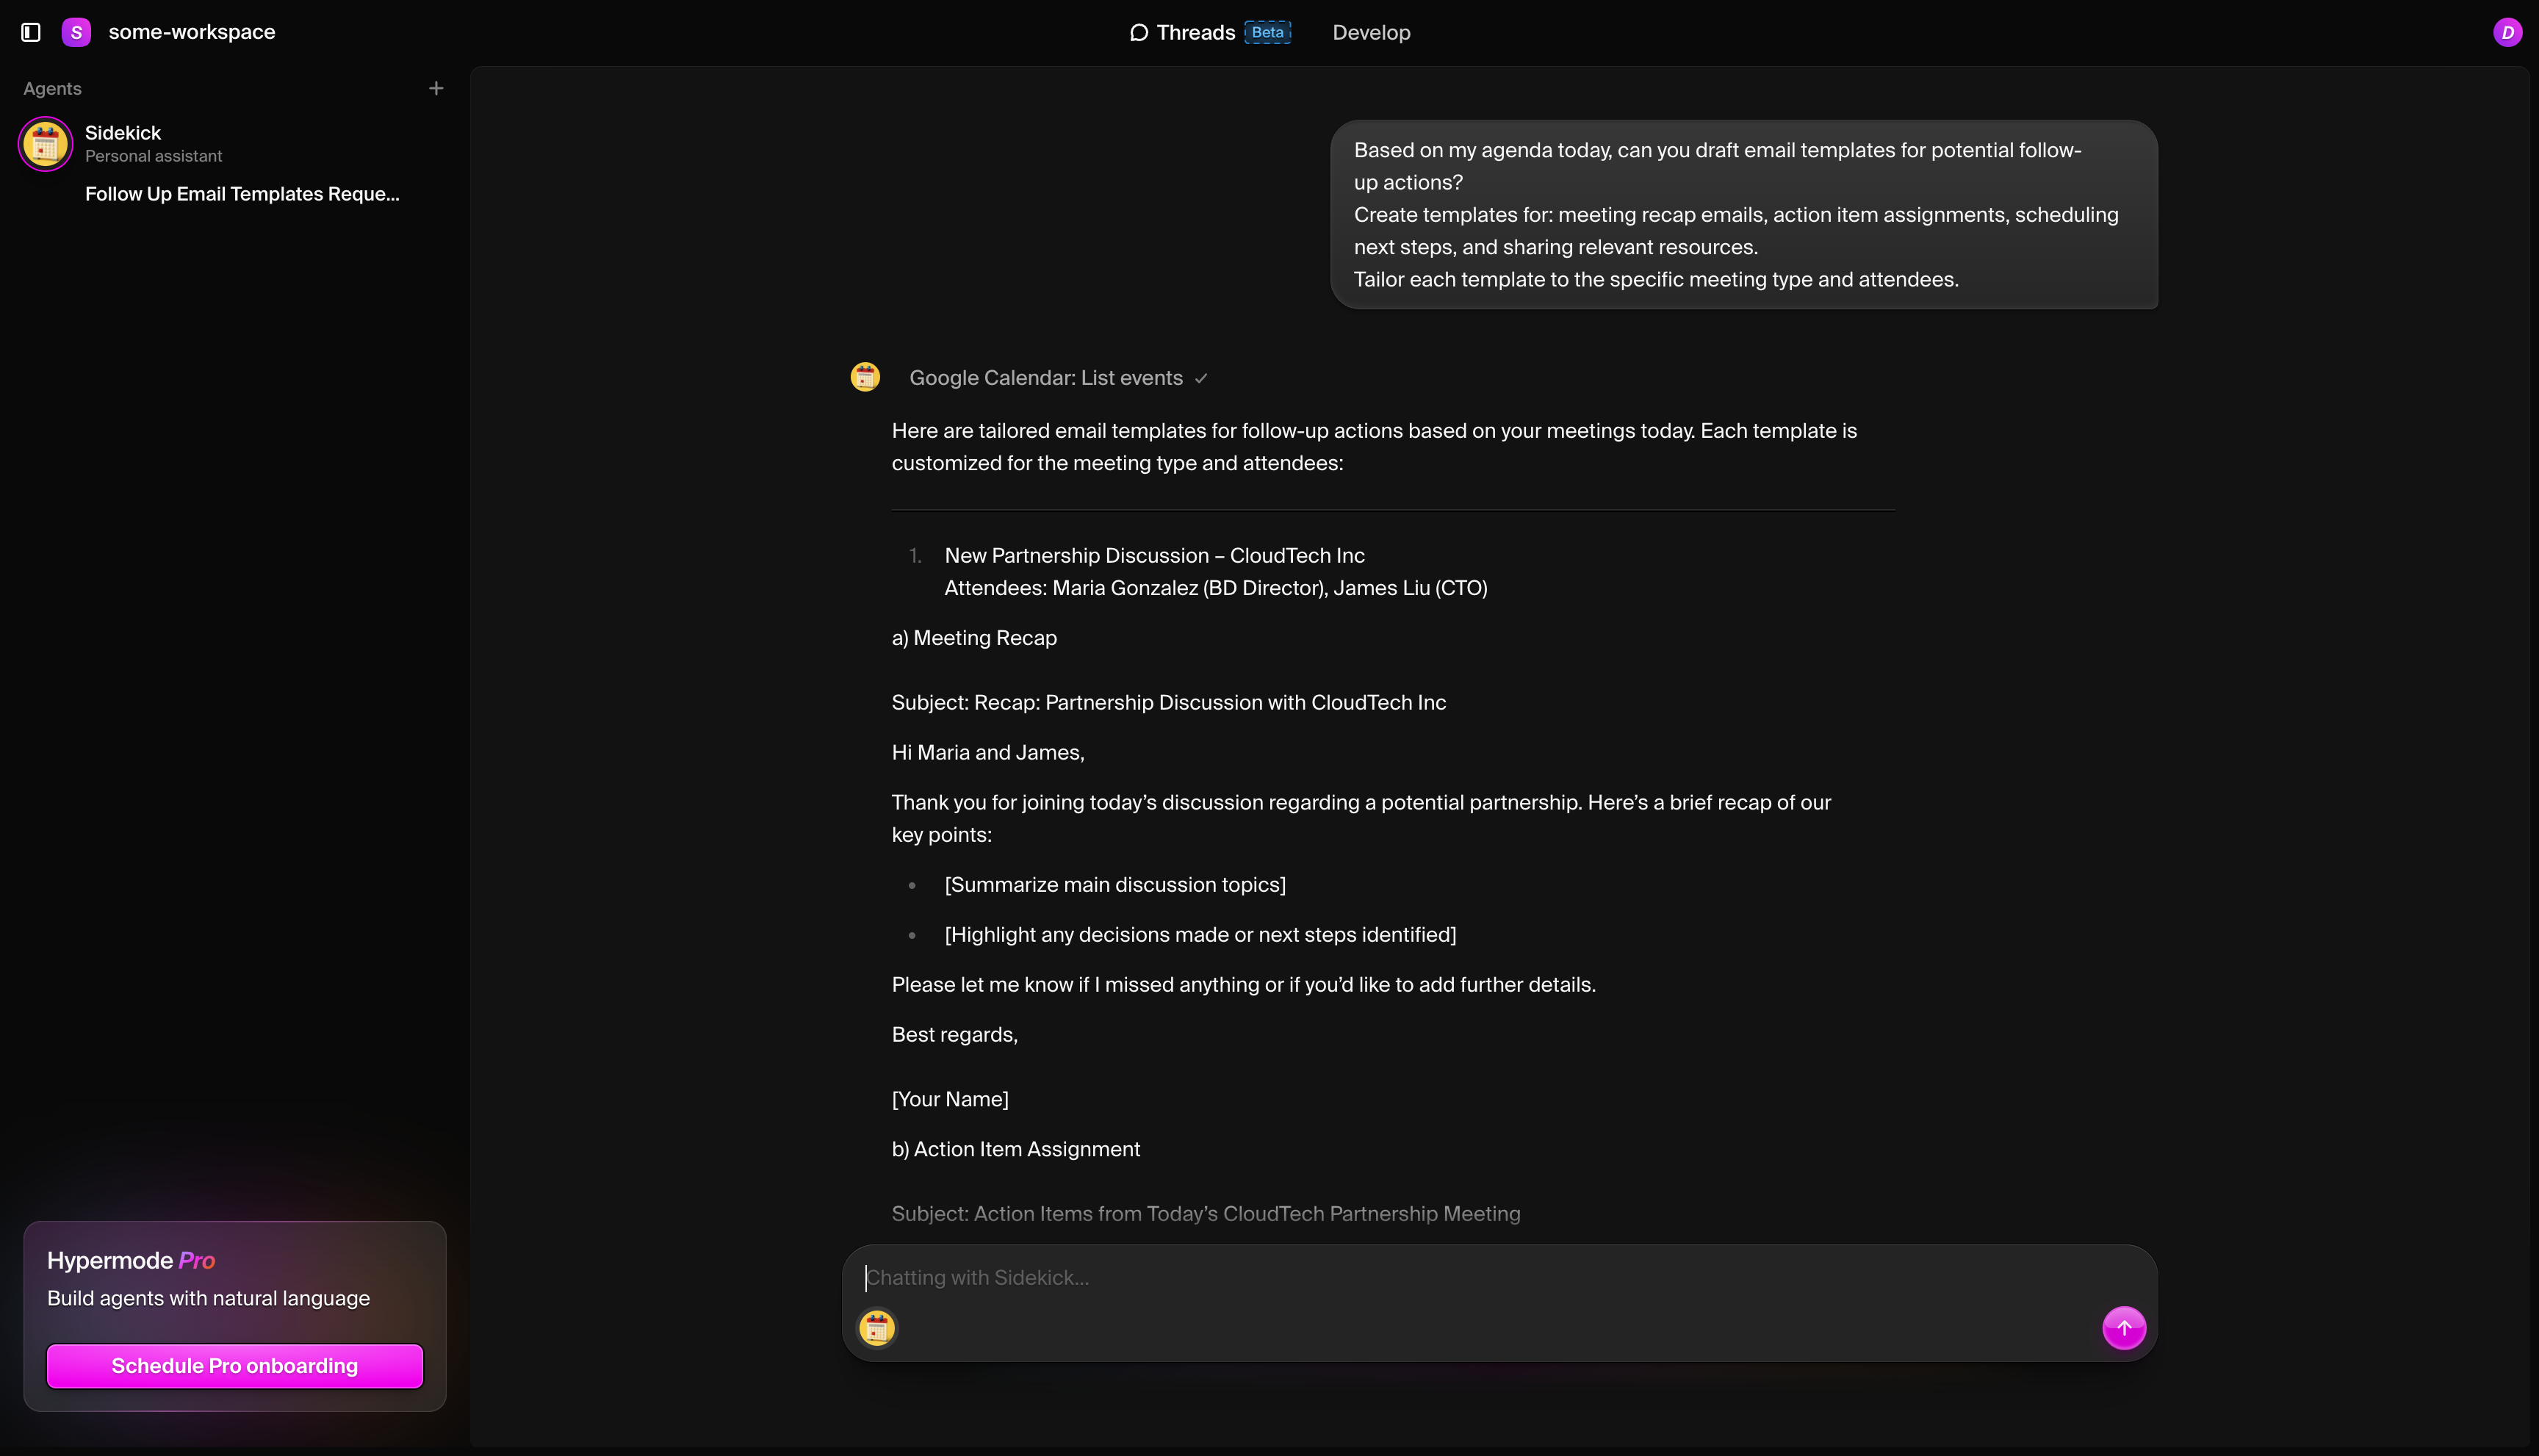 S some-workspace
Threads Beta
Develop
D
Agents
Sidekick
Personal assistant
Follow Up Email Templates Reque...
Based on my agenda today, can you draft email templates for potential follow-
up actions?
Create templates for: meeting recap emails, action item assignments, scheduling
next steps, and sharing relevant resources.
Tailor each template to the specific meeting type and attendees.
Google Calendar: List events
Here are tailored email templates for follow-up actions based on your meetings today. Each template is
customized for the meeting type and attendees:
1. New Partnership Discussion – CloudTech Inc
Attendees: Maria Gonzalez (BD Director), James Liu (CTO)
a) Meeting Recap
Subject: Recap: Partnership Discussion with CloudTech Inc
Hi Maria and James,
Thank you for joining today’s discussion regarding a potential partnership. Here’s a brief recap of our
key points:
• [Summarize main discussion topics]
• [Highlight any decisions made or next steps identified]
Please let me know if I missed anything or if you’d like to add further details.
Best regards,
[Your Name]
b) Action Item Assignment
Subject: Action Items from Today’s CloudTech Partnership Meeting
Chatting with Sidekick...
Hypermode Pro
Build agents with natural language
Schedule Pro onboarding